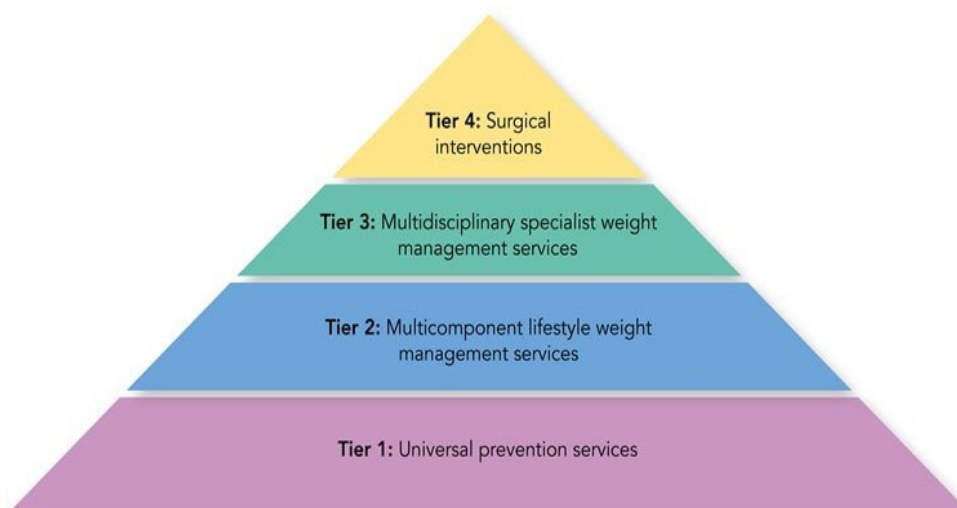 Tier 4: Surgical
interventions
Tier 3: Multidisciplinary specialist weight
management services
Tier 2: Multicomponent lifestyle weight
management services
Tier 1: Universal prevention services